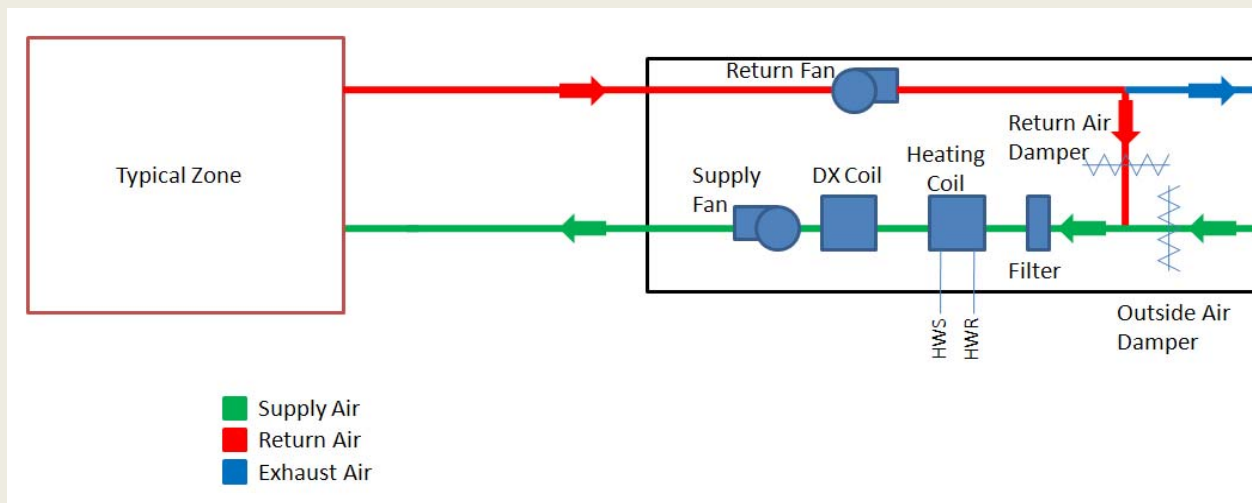 Return Fan
Return Air
Damper
Heating
Coil
Typical Zone
Supply
Fan
DX Coil
Filter
Outside Air
Damper
HWS
HWR
Supply Air
Return Air
Exhaust Air